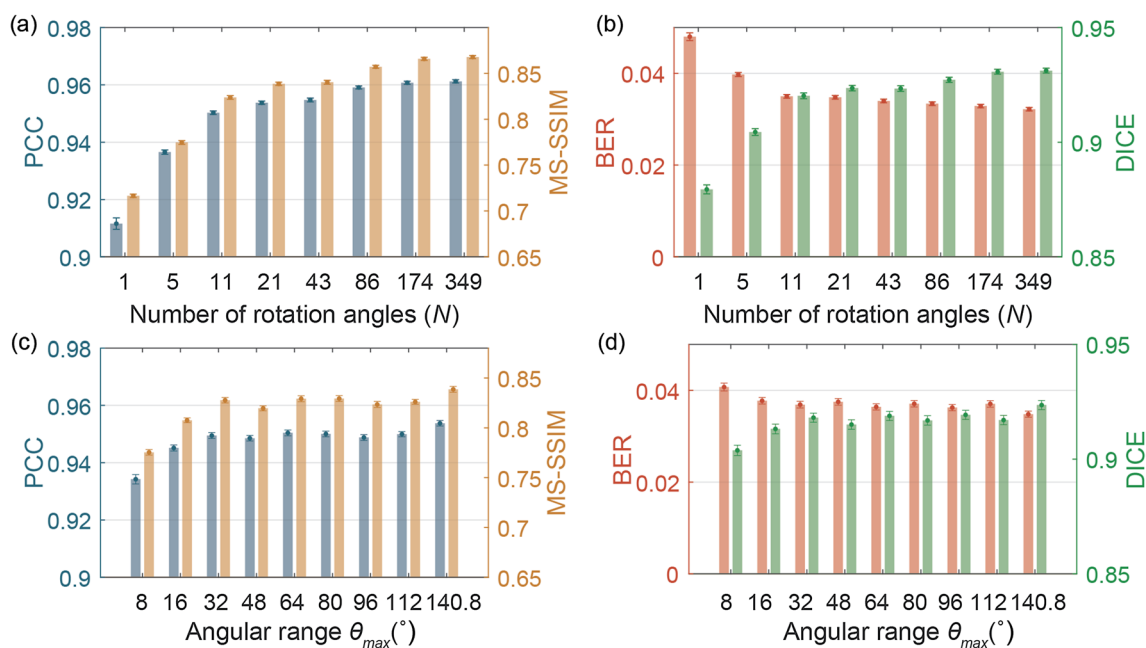 (a)
0.98
0.96
0.94
0.92
0.9
PCC
0.85
0.8
0.75
0.7
0.65
MS-SSIM
1 5 11 21 43 86 174 349
Number of rotation angles (N)
(b)
0.04
0.02
0
BER
0.95
0.9
0.85
DICE
1 5 11 21 43 86 174 349
Number of rotation angles (N)
(c)
0.98
0.96
0.94
0.92
0.9
PCC
0.85
0.8
0.75
0.7
0.65
MS-SSIM
8 16 32 48 64 80 96 112 140.8
Angular range θmax(°)
(d)
0.04
0.02
0
BER
0.95
0.9
0.85
DICE
8 16 32 48 64 80 96 112 140.8
Angular range θmax(°)